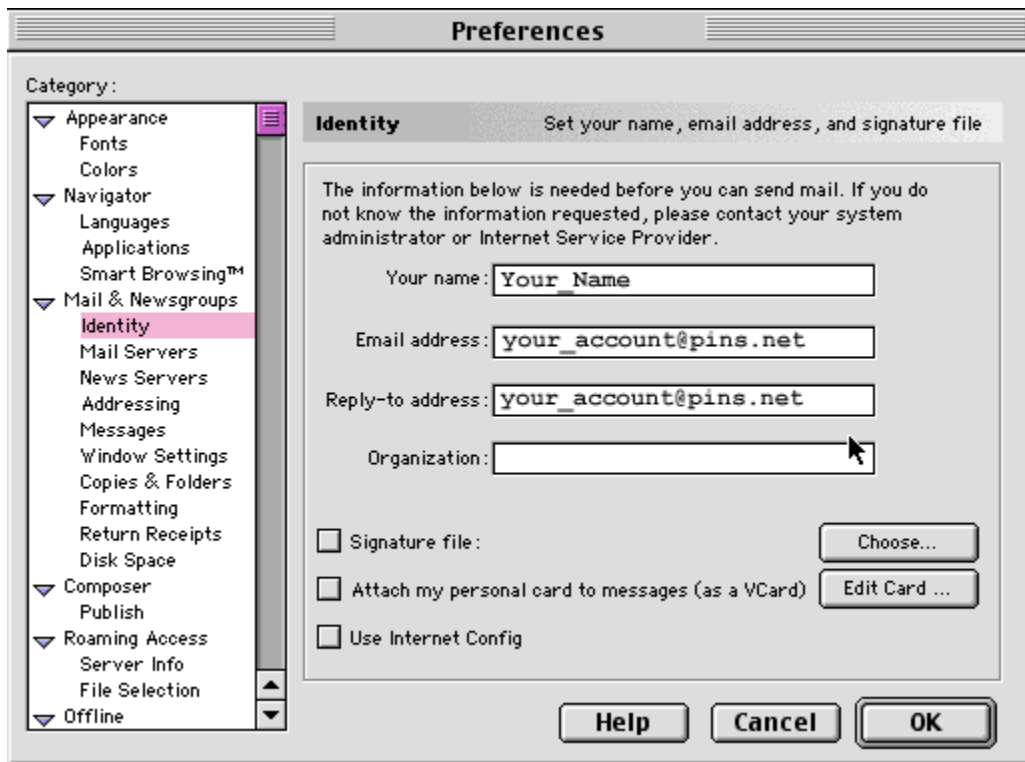 Preferences
Category:
Appearance
Fonts
Colors
Navigator
Languages
Applications
Smart Browsing™
Mail & Newsgroups
Identity
Mail Servers
News Servers
Addressing
Messages
Window Settings
Copies & Folders
Formatting
Return Receipts
Disk Space
Composer
Publish
Roaming Access
Server Info
File Selection
Offline
Identity Set your name, email address, and signature file
The information below is needed before you can send mail. If you do
not know the information requested, please contact your system
administrator or Internet Service Provider.
Your name: Your_Name
Email address: your_account@pins.net
Reply-to address: your_account@pins.net
Organization:
Signature file: Choose...
Attach my personal card to messages (as a VCard) Edit Card ...
Use Internet Config
Help Cancel OK